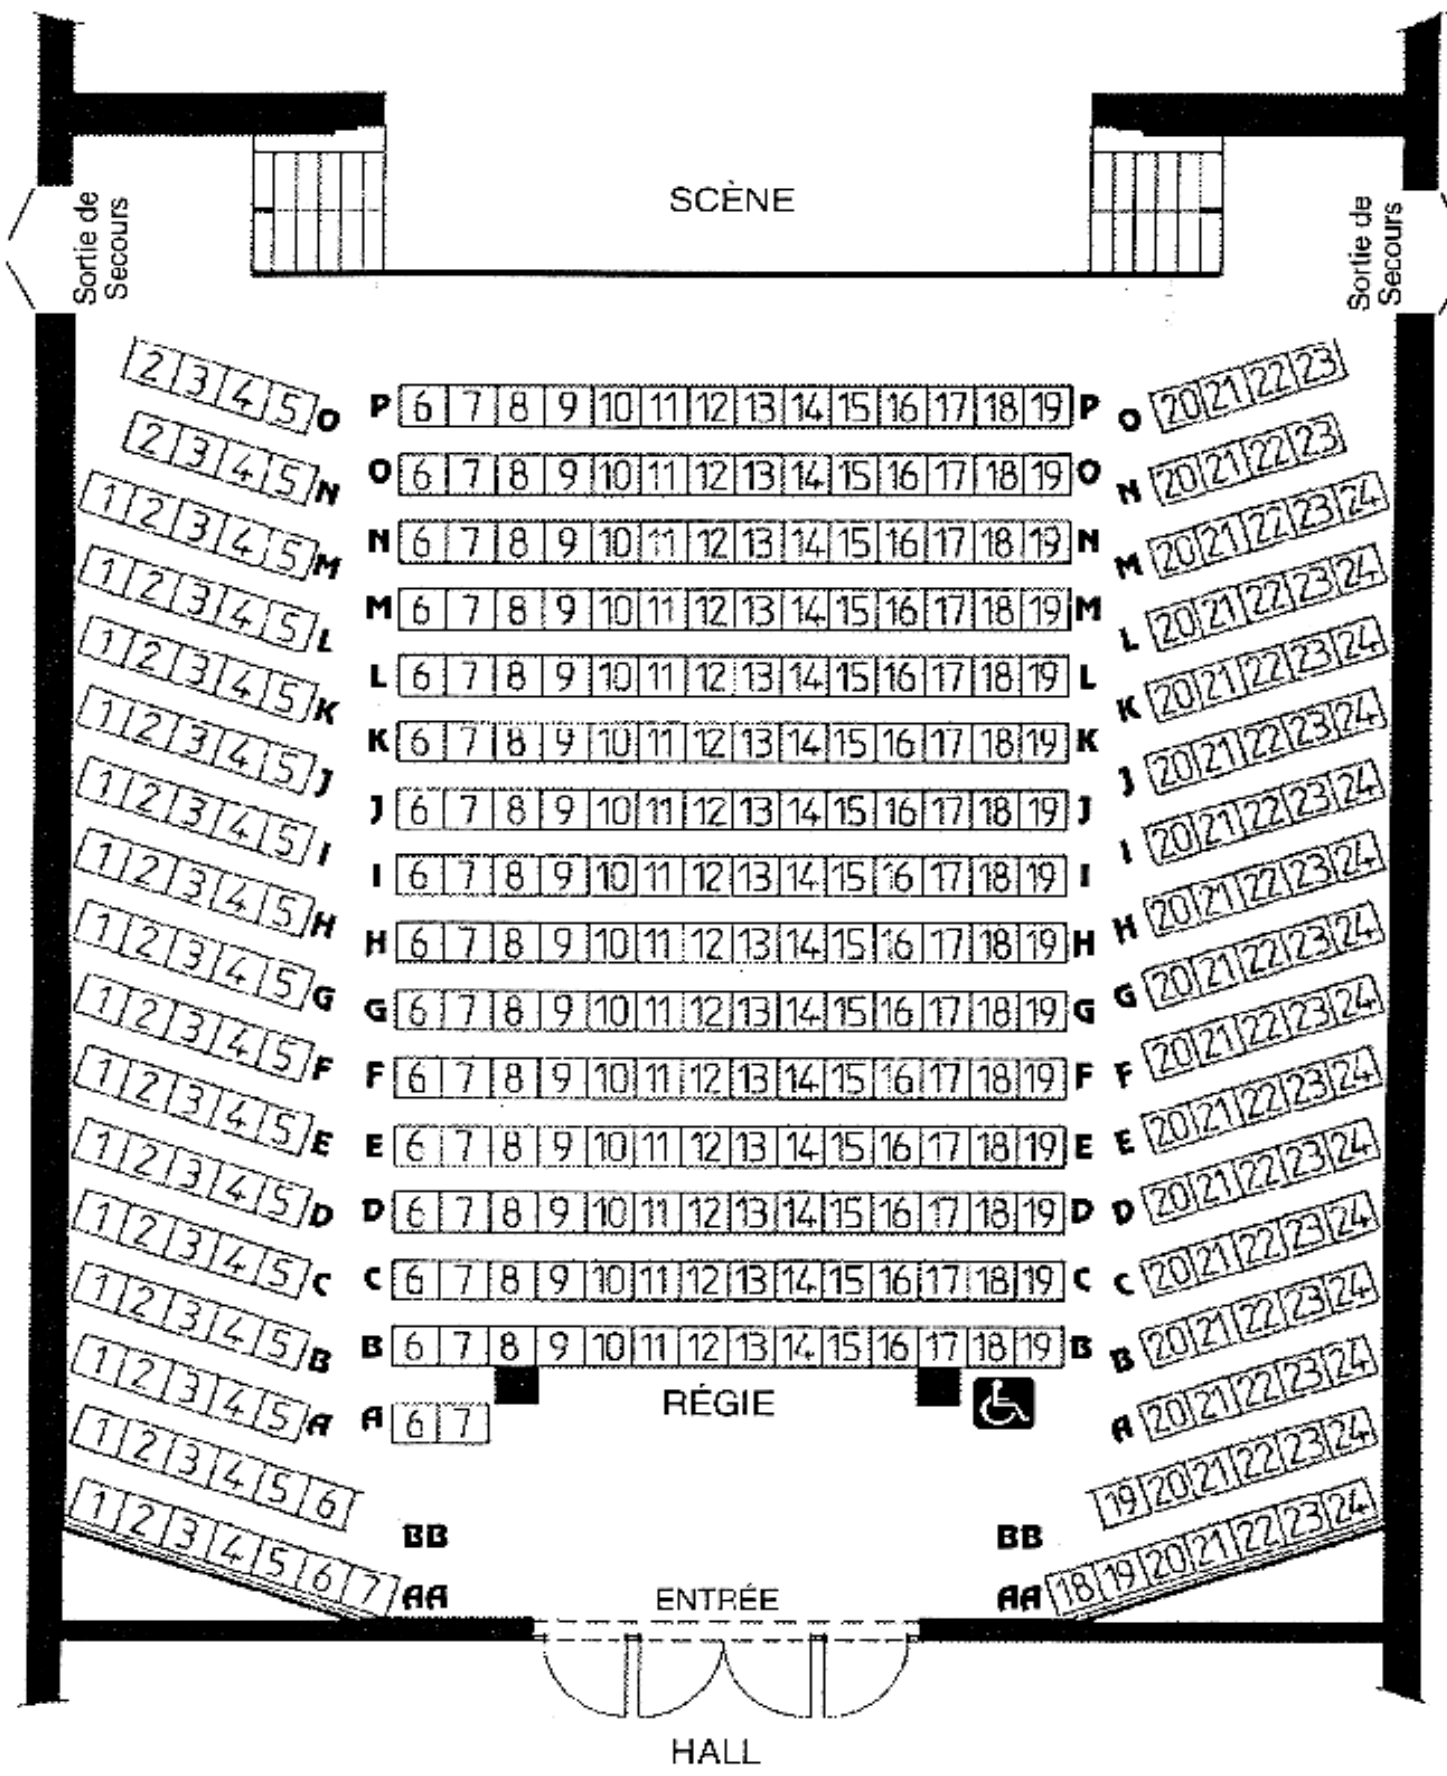 SCÈNE
Sortie de
Secours
Sortie de
Secours
2 3 4 5 O
P 6 7 8 9 10 11 12 13 14 15 16 17 18 19 P
O 20 21 22 23
2 3 4 5 N
O 6 7 8 9 10 11 12 13 14 15 16 17 18 19 O
N 20 21 22 23
1 2 3 4 5 M
N 6 7 8 9 10 11 12 13 14 15 16 17 18 19 N
M 20 21 22 23 24
1 2 3 4 5 L
M 6 7 8 9 10 11 12 13 14 15 16 17 18 19 M
L 20 21 22 23 24
1 2 3 4 5 K
L 6 7 8 9 10 11 12 13 14 15 16 17 18 19 L
K 20 21 22 23 24
1 2 3 4 5 J
K 6 7 8 9 10 11 12 13 14 15 16 17 18 19 K
J 20 21 22 23 24
1 2 3 4 5 I
J 6 7 8 9 10 11 12 13 14 15 16 17 18 19 J
I 20 21 22 23 24
1 2 3 4 5 H
I 6 7 8 9 10 11 12 13 14 15 16 17 18 19 I
H 20 21 22 23 24
1 2 3 4 5 G
H 6 7 8 9 10 11 12 13 14 15 16 17 18 19 H
G 20 21 22 23 24
1 2 3 4 5 F
G 6 7 8 9 10 11 12 13 14 15 16 17 18 19 G
F 20 21 22 23 24
1 2 3 4 5 E
F 6 7 8 9 10 11 12 13 14 15 16 17 18 19 F
E 20 21 22 23 24
1 2 3 4 5 D
E 6 7 8 9 10 11 12 13 14 15 16 17 18 19 E
D 20 21 22 23 24
1 2 3 4 5 C
D 6 7 8 9 10 11 12 13 14 15 16 17 18 19 D
C 20 21 22 23 24
1 2 3 4 5 B
C 6 7 8 9 10 11 12 13 14 15 16 17 18 19 C
B 20 21 22 23 24
1 2 3 4 5 A
B 6 7 8 9 10 11 12 13 14 15 16 17 18 19 B
A 20 21 22 23 24
A 6 7
RÉGIE
1 2 3 4 5 6
BB
BB
19 20 21 22 23 24
1 2 3 4 5 6 7 AA
ENTRÉE
AA 18 19 20 21 22 23 24
HALL